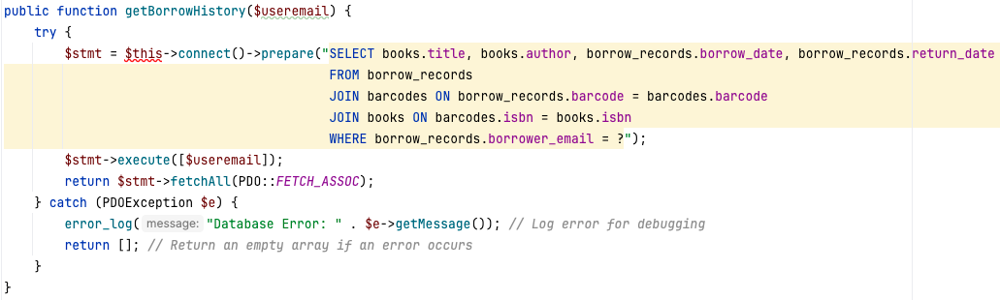 public function getBorrowHistory($useremail) {
    try {
        $stmt = $this->connect()->prepare("SELECT books.title, books.author, borrow_records.borrow_date, borrow_records.return_date
                                           FROM borrow_records
                                           JOIN barcodes ON borrow_records.barcode = barcodes.barcode
                                           JOIN books ON barcodes.isbn = books.isbn
                                           WHERE borrow_records.borrower_email = ?");
        $stmt->execute([$useremail]);
        return $stmt->fetchAll(PDO::FETCH_ASSOC);
    } catch (PDOException $e) {
        error_log( message: "Database Error: " . $e->getMessage()); // Log error for debugging
        return []; // Return an empty array if an error occurs
    }
}